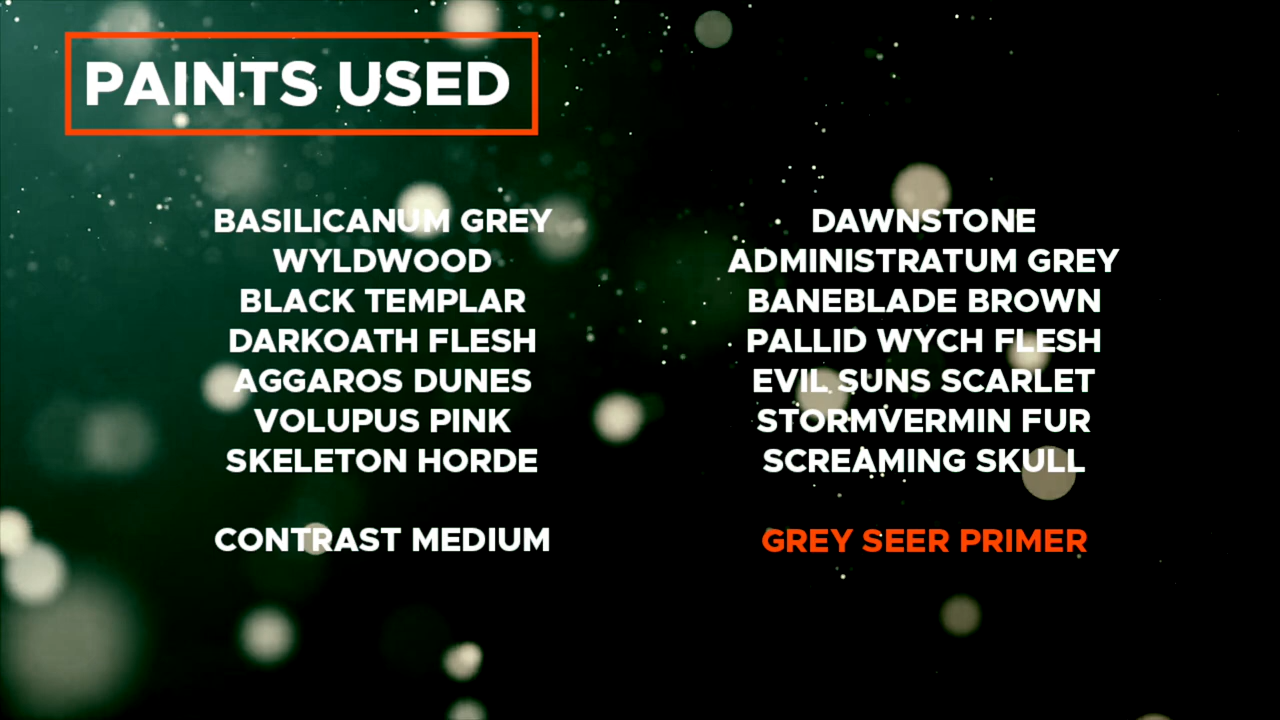 PAINTS USED
BASILICANUM GREY
WYLDWOOD
BLACK TEMPLAR
DARKOATH FLESH
AGGAROS DUNES
VOLUPUS PINK
SKELETON HORDE
CONTRAST MEDIUM
DAWNSTONE
ADMINISTRATUM GREY
BANEBLADE BROWN
PALLID WYCH FLESH
EVIL SUNS SCARLET
STORMVERMIN FUR
SCREAMING SKULL
GREY SEER PRIMER